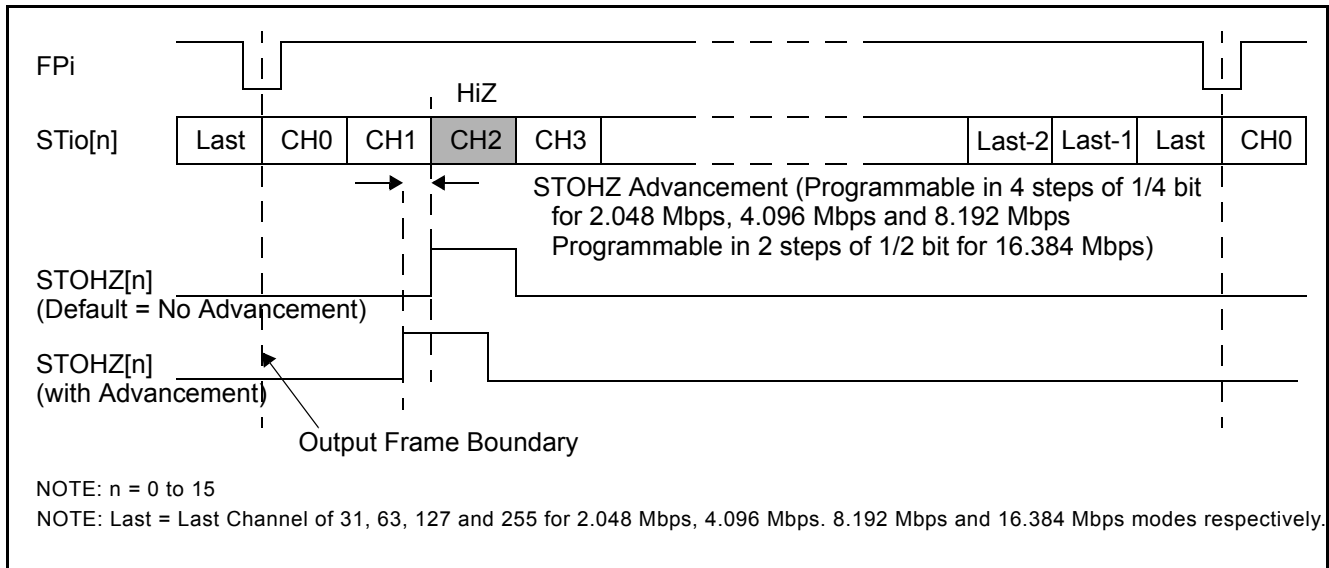 FPi
HiZ
STio[n]
Last CH0 CH1 CH2 CH3 Last-2 Last-1 Last CH0
STOHZ Advancement (Programmable in 4 steps of 1/4 bit
for 2.048 Mbps, 4.096 Mbps and 8.192 Mbps
Programmable in 2 steps of 1/2 bit for 16.384 Mbps)
STOHZ[n]
(Default = No Advancement)
STOHZ[n]
(with Advancement)
Output Frame Boundary
NOTE: n = 0 to 15
NOTE: Last = Last Channel of 31, 63, 127 and 255 for 2.048 Mbps, 4.096 Mbps. 8.192 Mbps and 16.384 Mbps modes respectively.